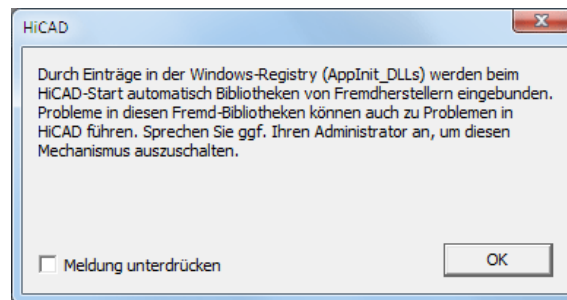 HiCAD
Durch Einträge in der Windows-Registry (AppInit_DLLs) werden beim
HiCAD-Start automatisch Bibliotheken von Fremdherstellern eingebunden.
Probleme in diesen Fremd-Bibliotheken können auch zu Problemen in
HiCAD führen. Sprechen Sie ggf. Ihren Administrator an, um diesen
Mechanismus auszuschalten.
Meldung unterdrücken
OK